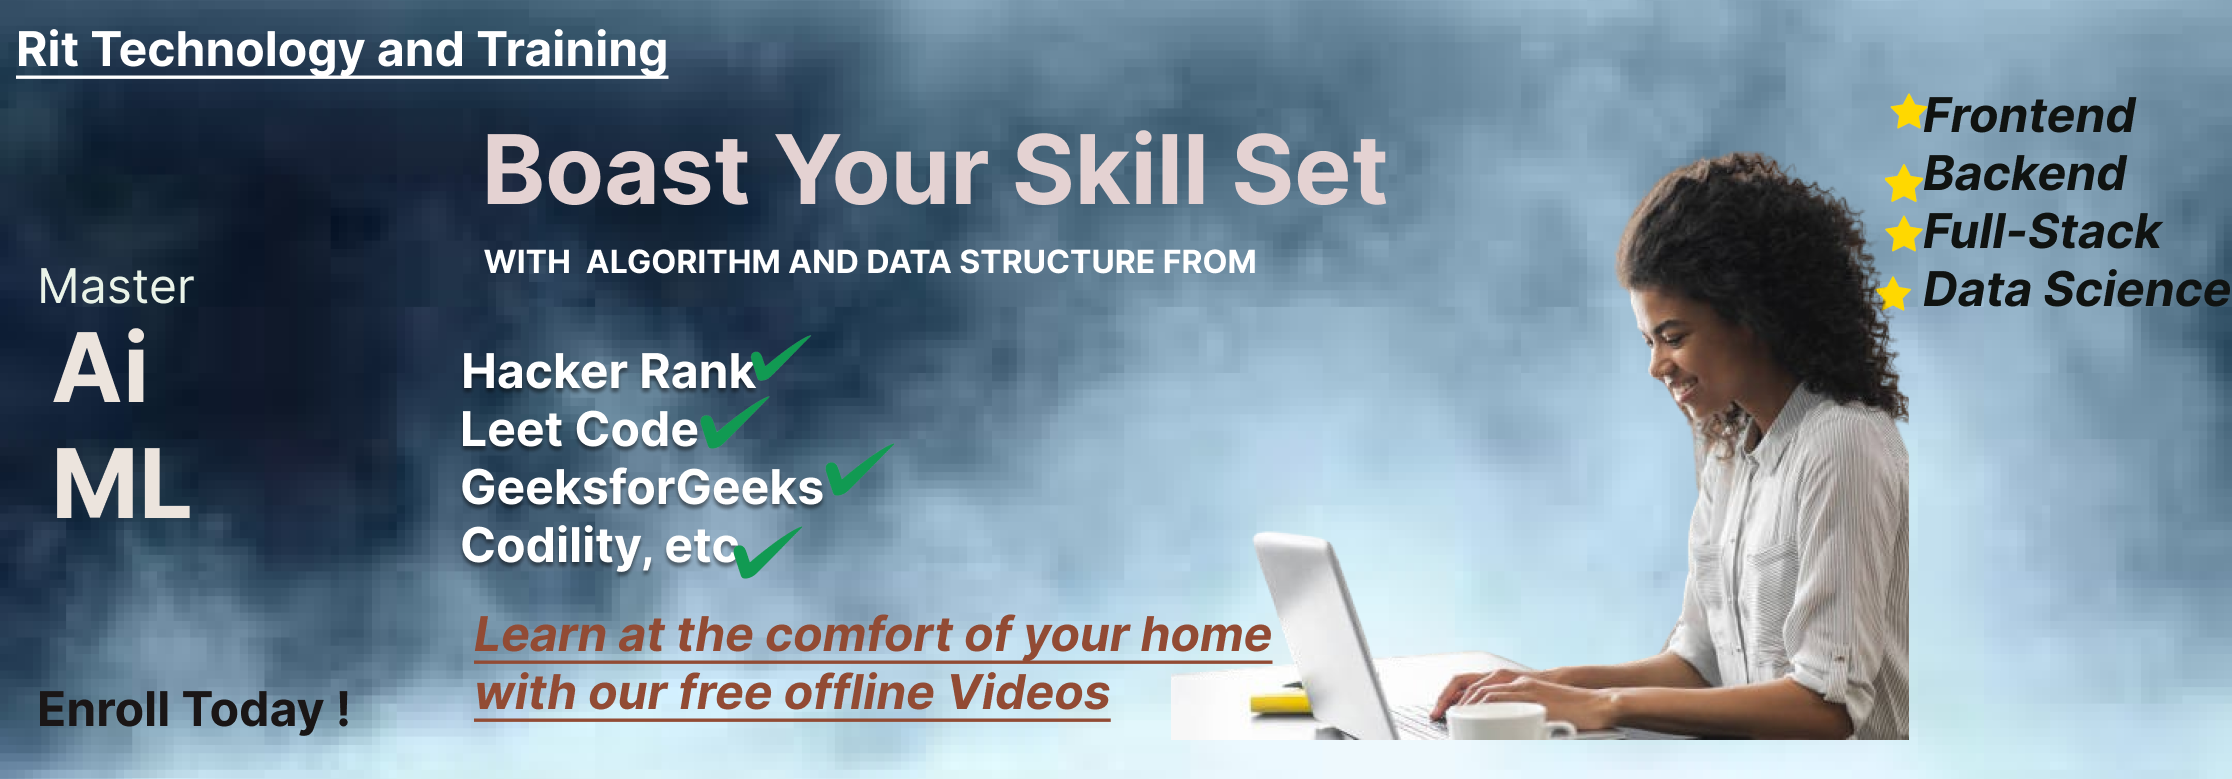 Rit Technology and Training
Boast Your Skill Set
WITH ALGORITHM AND DATA STRUCTURE FROM
Master
Ai
ML
Hacker Rank
Leet Code
GeeksforGeeks
Codility, etc
Learn at the comfort of your home
with our free offline Videos
Enroll Today !
Frontend
Backend
Full-Stack
Data Science